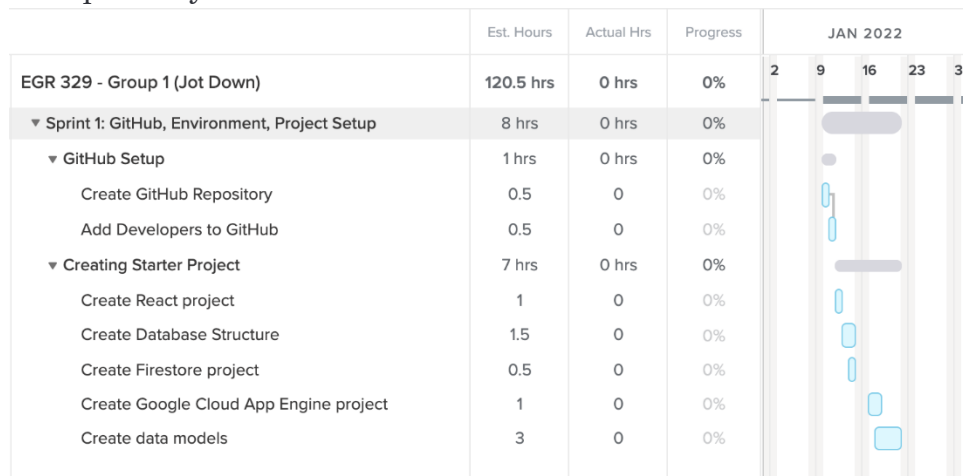 Est. Hours Actual Hrs Progress JAN 2022
2 9 16 23 3
EGR 329 - Group 1 (Jot Down) 120.5 hrs 0 hrs 0%
Sprint 1: GitHub, Environment, Project Setup 8 hrs 0 hrs 0%
GitHub Setup 1 hrs 0 hrs 0%
Create GitHub Repository 0.5 0 0%
Add Developers to GitHub 0.5 0 0%
Creating Starter Project 7 hrs 0 hrs 0%
Create React project 1 0 0%
Create Database Structure 1.5 0 0%
Create Firestore project 0.5 0 0%
Create Google Cloud App Engine project 1 0 0%
Create data models 3 0 0%